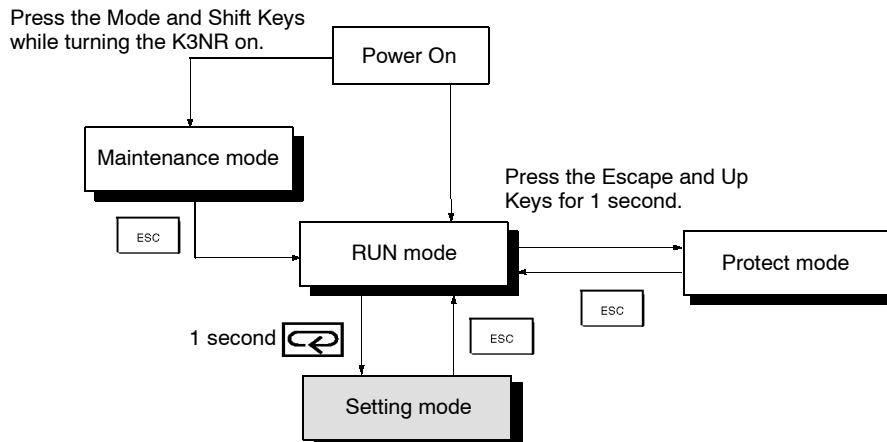 Press the Mode and Shift Keys
while turning the K3NR on.
Power On
Maintenance mode
ESC
Press the Escape and Up
Keys for 1 second.
RUN mode
Protect mode
ESC
1 second
ESC
Setting mode